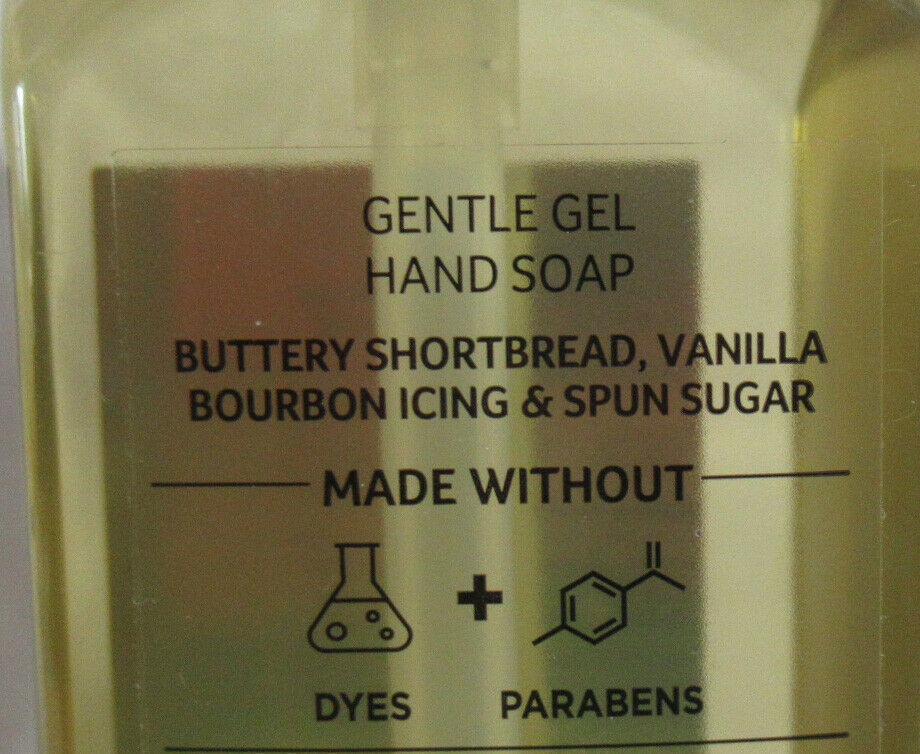 GENTLE GEL
HAND SOAP
BUTTERY SHORTBREAD, VANILLA
BOURBON ICING & SPUN SUGAR
MADE WITHOUT
+
DYES PARABENS